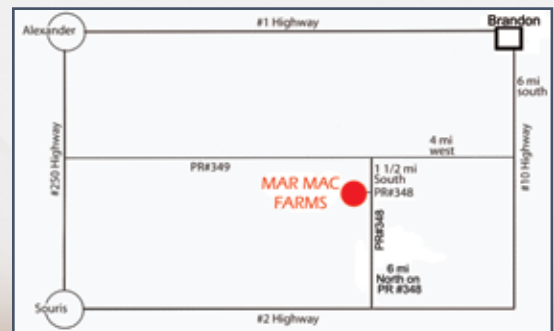 #1 Highway
Brandon
Alexander
6 mi
south
#250 Highway
#10 Highway
4 mi
west
PR#349
1 1/2 mi
South
PR#348
MAR MAC
FARMS
PR#348
6 mi
North on
PR #348
Souris
#2 Highway